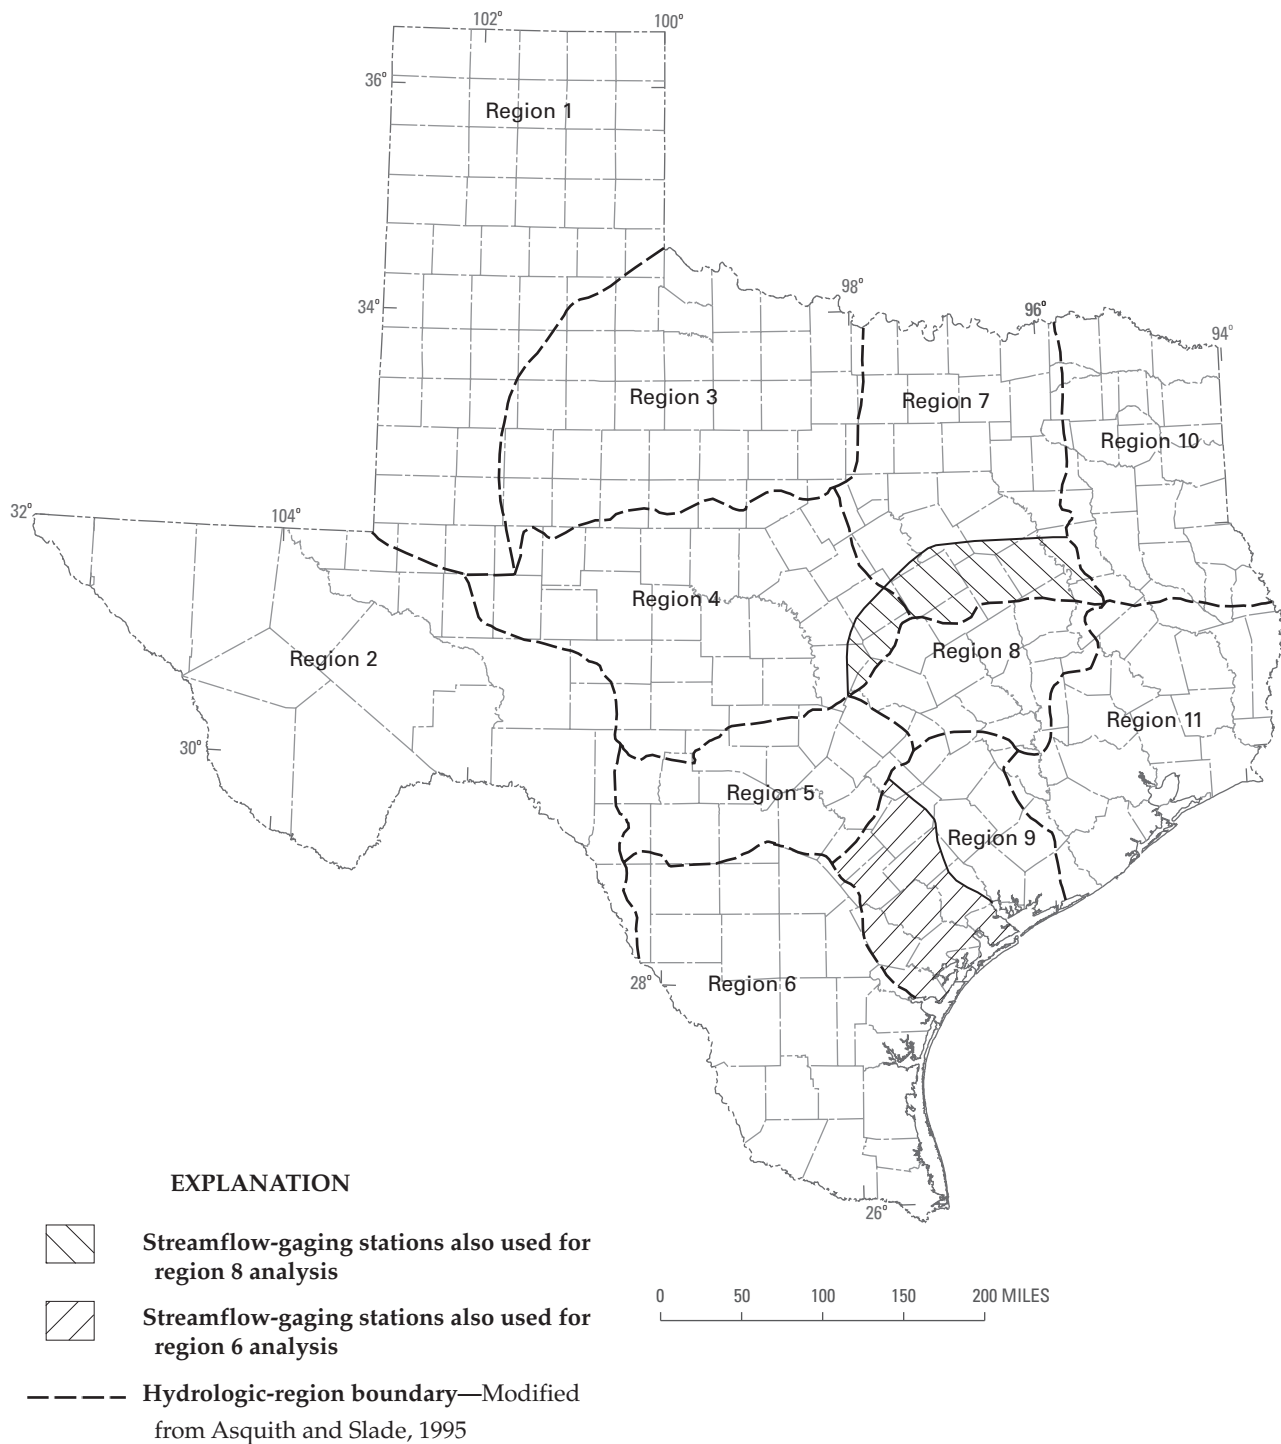 102°
100°
36°
Region 1
34°
98°
96°
94°
Region 3
Region 7
Region 10
32°
104°
Region 4
Region 2
Region 8
Region 11
30°
Region 5
Region 9
28°
Region 6
26°
EXPLANATION
Streamflow-gaging stations also used for
region 8 analysis
Streamflow-gaging stations also used for
region 6 analysis
Hydrologic-region boundary—Modified
from Asquith and Slade, 1995
0 50 100 150 200 MILES